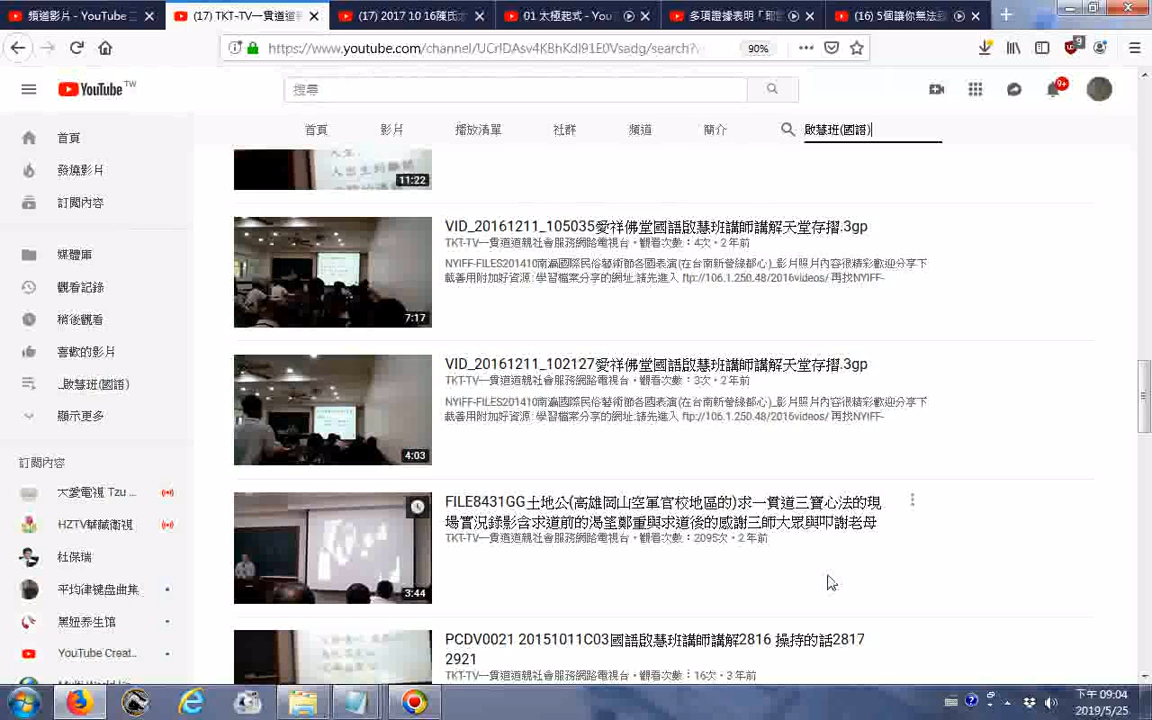 頻道影片 - YouTube
(17) TKT-TV一貫道道
(17) 2017 10 16陳氏
01 太極起式 - You
多項證據表明「耶
(16) 5個讓你無法
https://www.youtube.com/channel/UCrlDAsv4KBhKdl91E0Vsadg/search?
90%
YouTube TW
搜尋
9+
首頁 影片 播放清單 社群 頻道 簡介
啟慧班(國語)
首頁
發燒影片
訂閱內容
媒體庫
觀看記錄
稍後觀看
喜歡的影片
_啟慧班(國語)
顯示更多
訂閱內容
大愛電視 Tzu ...
HZTV華藏衛視
杜保瑞
平均律键盘曲集
黑妞养生馆
YouTube Creat...
人生.
11:22
VID_20161211_105035愛祥佛堂國語啟慧班講師講解天堂存摺.3gp
TKT-TV一貫道道親社會服務網路電視台 • 觀看次數：4次 • 2 年前
NYIFF-FILES201410南瀛國際民俗藝術節各國表演(在台南新營綠都心)_影片照片內容很精彩歡迎分享下
載善用附加好資源: 學習檔案分享的網址,請先進入 ftp://106.1.250.48/2016videos/ 再找NYIFF-
7:17
VID_20161211_102127愛祥佛堂國語啟慧班講師講解天堂存摺.3gp
TKT-TV一貫道道親社會服務網路電視台 • 觀看次數：3次 • 2 年前
NYIFF-FILES201410南瀛國際民俗藝術節各國表演(在台南新營綠都心)_影片照片內容很精彩歡迎分享下
載善用附加好資源: 學習檔案分享的網址,請先進入 ftp://106.1.250.48/2016videos/ 再找NYIFF-
4:03
FILE8431GG土地公(高雄岡山空軍官校地區的)求一貫道三寶心法的現
場實況錄影含求道前的渴望鄭重與求道後的感謝三師大眾與叩謝老母
TKT-TV一貫道道親社會服務網路電視台 • 觀看次數：2095次 • 2 年前
3:44
PCDV0021 20151011C03國語啟慧班講師講解2816 操持的話2817
2921
TKT-TV一貫道道親社會服務網路電視台 • 觀看次數：16次 • 3 年前
下午 09:04
2019/5/25